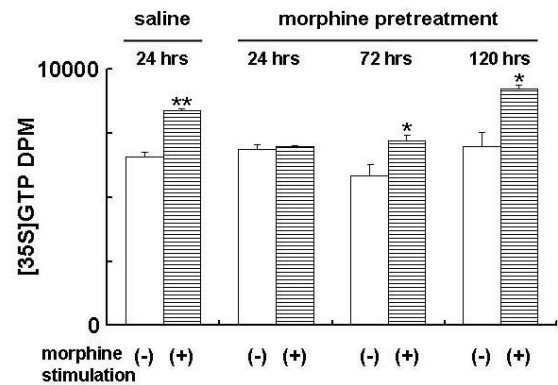 saline morphine pretreatment
24 hrs 24 hrs 72 hrs 120 hrs
10000
** * *
[35S]GTP DPM
0
morphine stimulation (-) (+) (-) (+) (-) (+) (-) (+)